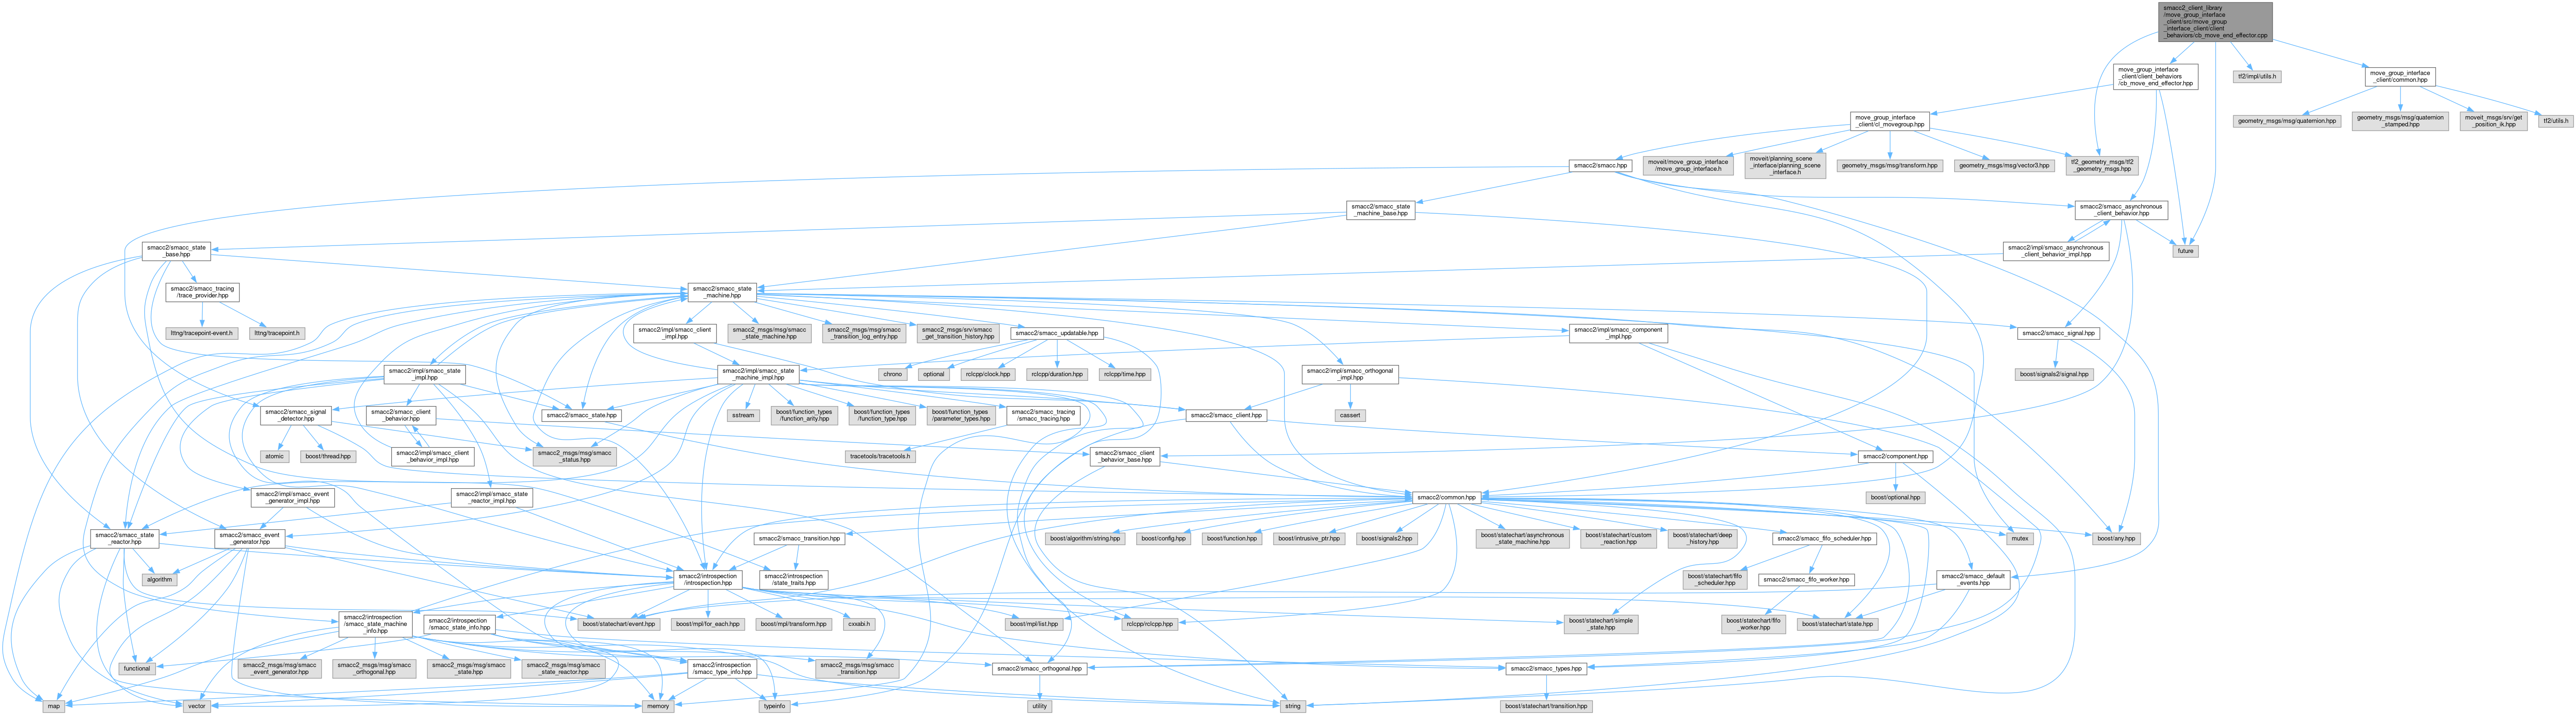 smacc2_client_library
/move_group_interface
_client/src/move_group
_interface_client/client
_behaviors/cb_move_end_effector.cpp
move_group_interface
_client/client_behaviors
/cb_move_end_effector.hpp
tf2/impl/utils.h
move_group_interface
_client/common.hpp
move_group_interface
_client/cl_movegroup.hpp
geometry_msgs/msg/quaternion.hpp
geometry_msgs/msg/quaternion
_stamped.hpp
moveit_msgs/srv/get
_position_ik.hpp
tf2/utils.h
smacc2/smacc.hpp
moveit/move_group_interface
/move_group_interface.h
moveit/planning_scene
_interface/planning_scene
_interface.h
geometry_msgs/msg/transform.hpp
geometry_msgs/msg/vector3.hpp
tf2_geometry_msgs/tf2
_geometry_msgs.hpp
smacc2/smacc_state
_machine_base.hpp
smacc2/smacc_asynchronous
_client_behavior.hpp
smacc2/smacc_state
_base.hpp
smacc2/impl/smacc_asynchronous
_client_behavior_impl.hpp
future
smacc2/smacc_tracing
/trace_provider.hpp
smacc2/smacc_state
_machine.hpp
lttng/tracepoint-event.h
lttng/tracepoint.h
smacc2/impl/smacc_client
_impl.hpp
smacc2_msgs/msg/smacc
_state_machine.hpp
smacc2_msgs/msg/smacc
_transition_log_entry.hpp
smacc2_msgs/srv/smacc
_get_transition_history.hpp
smacc2/smacc_updatable.hpp
smacc2/impl/smacc_component
_impl.hpp
smacc2/smacc_signal.hpp
smacc2/impl/smacc_state
_impl.hpp
smacc2/impl/smacc_state
_machine_impl.hpp
chrono
optional
rclcpp/clock.hpp
rclcpp/duration.hpp
rclcpp/time.hpp
smacc2/impl/smacc_orthogonal
_impl.hpp
boost/signals2/signal.hpp
smacc2/smacc_signal
_detector.hpp
smacc2/smacc_client
_behavior.hpp
smacc2/smacc_state.hpp
sstream
boost/function_types
/function_arity.hpp
boost/function_types
/function_type.hpp
boost/function_types
/parameter_types.hpp
smacc2/smacc_tracing
/smacc_tracing.hpp
smacc2/smacc_client.hpp
cassert
atomic
boost/thread.hpp
smacc2/impl/smacc_client
_behavior_impl.hpp
smacc2_msgs/msg/smacc
_status.hpp
tracetools/tracetools.h
smacc2/smacc_client
_behavior_base.hpp
smacc2/component.hpp
smacc2/impl/smacc_event
_generator_impl.hpp
smacc2/impl/smacc_state
_reactor_impl.hpp
smacc2/common.hpp
boost/optional.hpp
smacc2/smacc_state
_reactor.hpp
smacc2/smacc_event
_generator.hpp
smacc2/smacc_transition.hpp
boost/algorithm/string.hpp
boost/config.hpp
boost/function.hpp
boost/intrusive_ptr.hpp
boost/signals2.hpp
boost/statechart/asynchronous
_state_machine.hpp
boost/statechart/custom
_reaction.hpp
boost/statechart/deep
_history.hpp
smacc2/smacc_fifo_scheduler.hpp
mutex
boost/any.hpp
algorithm
smacc2/introspection
/introspection.hpp
smacc2/introspection
/state_traits.hpp
boost/statechart/fifo
_scheduler.hpp
smacc2/smacc_fifo_worker.hpp
smacc2/smacc_default
_events.hpp
smacc2/introspection
/smacc_state_machine
_info.hpp
smacc2/introspection
/smacc_state_info.hpp
boost/statechart/event.hpp
boost/mpl/for_each.hpp
boost/mpl/transform.hpp
cxxabi.h
boost/mpl/list.hpp
rclcpp/rclcpp.hpp
boost/statechart/simple
_state.hpp
boost/statechart/fifo
_worker.hpp
boost/statechart/state.hpp
functional
smacc2_msgs/msg/smacc
_event_generator.hpp
smacc2_msgs/msg/smacc
_orthogonal.hpp
smacc2_msgs/msg/smacc
_state.hpp
smacc2_msgs/msg/smacc
_state_reactor.hpp
smacc2/introspection
/smacc_type_info.hpp
smacc2_msgs/msg/smacc
_transition.hpp
smacc2/smacc_orthogonal.hpp
smacc2/smacc_types.hpp
map
vector
memory
typeinfo
utility
string
boost/statechart/transition.hpp